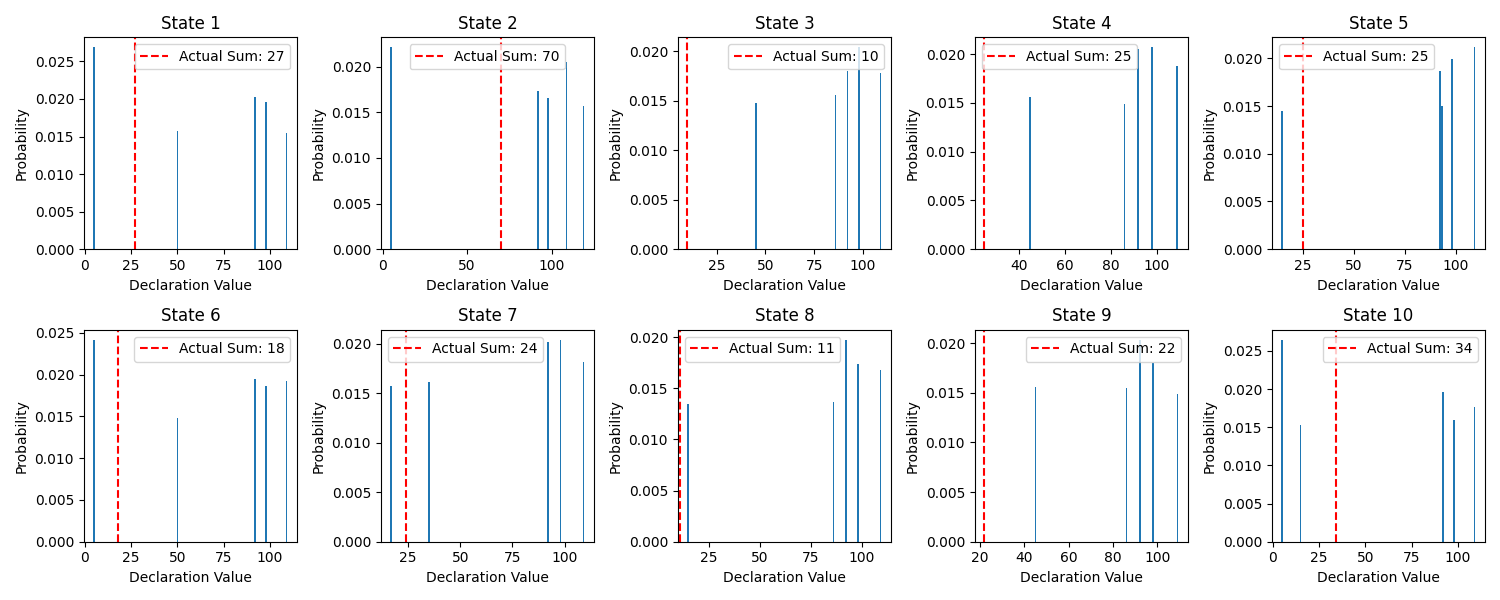 State 1
State 2
State 3
State 4
State 5
Actual Sum: 27
Actual Sum: 70
Actual Sum: 10
Actual Sum: 25
Actual Sum: 25
Probability
0.025
0.020
0.015
0.010
0.005
0.000
Probability
0.020
0.015
0.010
0.005
0.000
Probability
0.020
0.015
0.010
0.005
0.000
Probability
0.020
0.015
0.010
0.005
0.000
Probability
0.020
0.015
0.010
0.005
0.000
0 25 50 75 100
0 50 100
25 50 75 100
40 60 80 100
25 50 75 100
Declaration Value
Declaration Value
Declaration Value
Declaration Value
Declaration Value
State 6
State 7
State 8
State 9
State 10
Actual Sum: 18
Actual Sum: 24
Actual Sum: 11
Actual Sum: 22
Actual Sum: 34
Probability
0.025
0.020
0.015
0.010
0.005
0.000
Probability
0.020
0.015
0.010
0.005
0.000
Probability
0.020
0.015
0.010
0.005
0.000
Probability
0.020
0.015
0.010
0.005
0.000
Probability
0.025
0.020
0.015
0.010
0.005
0.000
0 25 50 75 100
25 50 75 100
25 50 75 100
20 40 60 80 100
0 25 50 75 100
Declaration Value
Declaration Value
Declaration Value
Declaration Value
Declaration Value